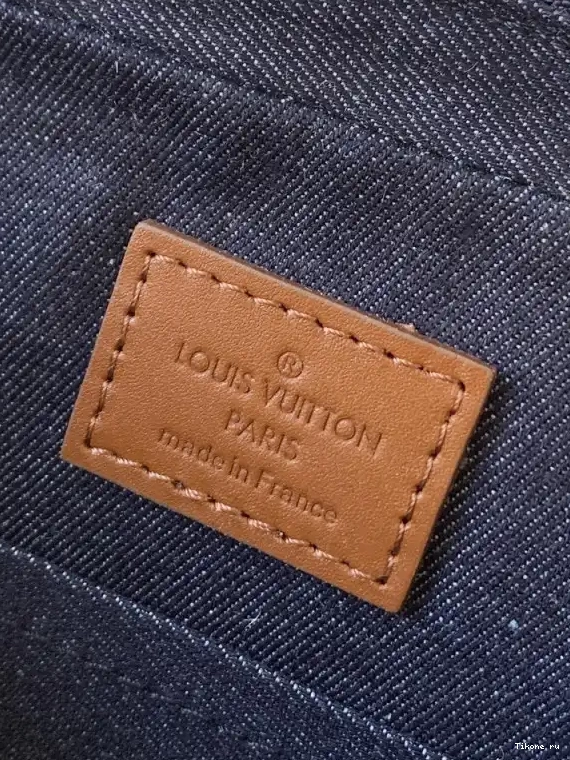 ®
LOUIS VUITTON
PARIS
made in France
Tikone.ru